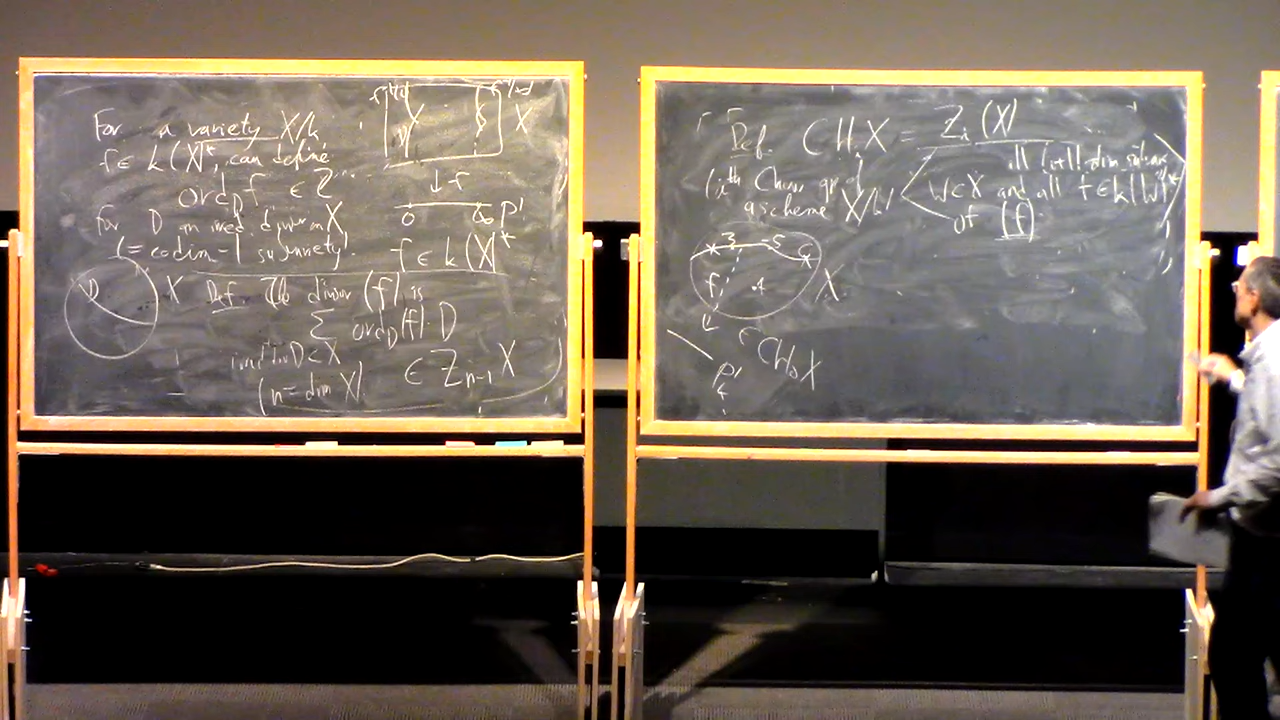 For a variety X/k
f ∈ k(X)*, can define
ord_D f ∈ Z
for D an irred. divisor on X
(= codim-1 subvariety).
D
X
Def. The divisor (f) is
Σ ord_D(f) · D
irred div D ⊂ X
(n = dim X)
∈ Z_{n-1} X
X
↓ f
0 ∞ P¹
f ∈ k(X)*
Def. CH_i X = Z_i(X)
(ith Chow group of
a scheme X/k)
all (i+1)-dim subvars
W ⊂ X and all f ∈ k(W)*
of (f).
3 -5 6
f
.4
X
P¹
CH_0 X